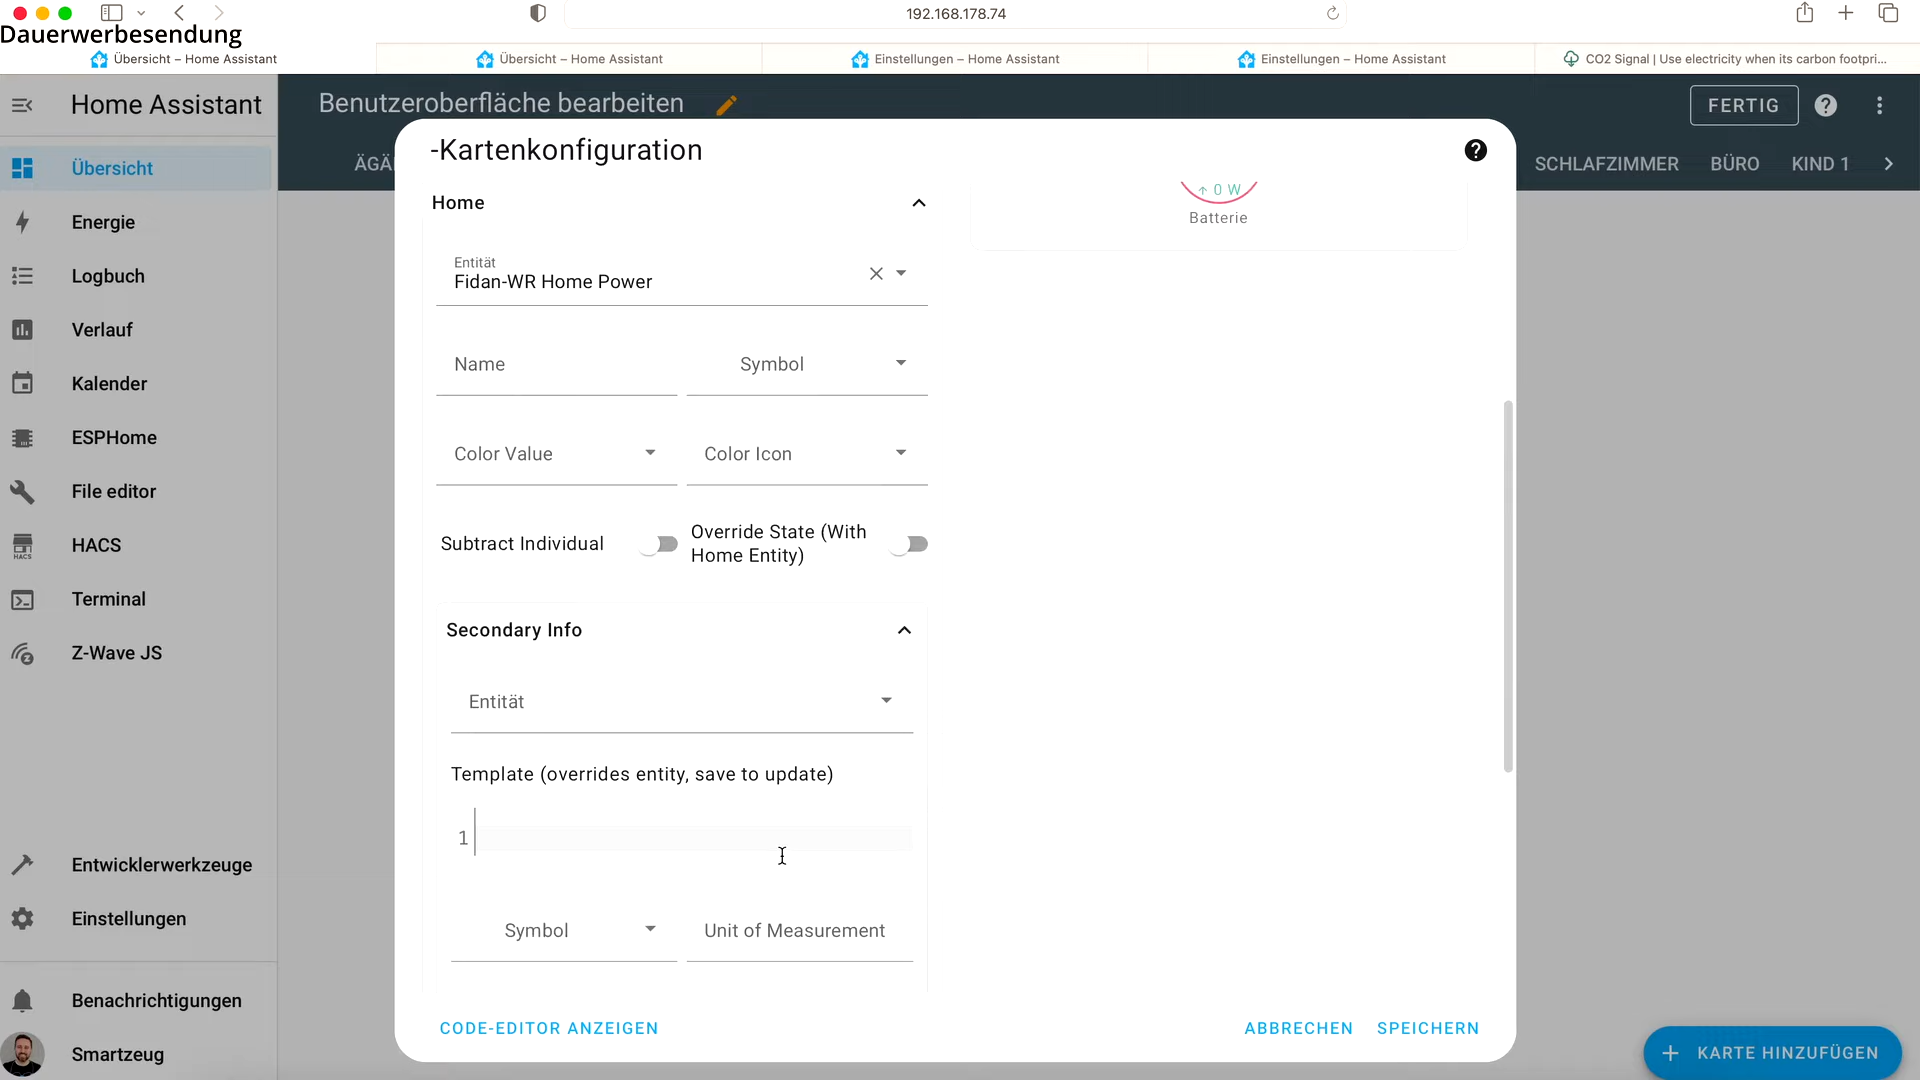 192.168.178.74
Dauerwerbesendung
Übersicht – Home Assistant
Übersicht – Home Assistant
Einstellungen – Home Assistant
Einstellungen – Home Assistant
CO2 Signal | Use electricity when its carbon footpri...
Home Assistant
Benutzeroberfläche bearbeiten
FERTIG
Übersicht
ÄGÄ
SCHLAFZIMMER
BÜRO
KIND 1
Energie
Logbuch
Verlauf
Kalender
ESPHome
File editor
HACS
HACS
Terminal
Z-Wave JS
Entwicklerwerkzeuge
Einstellungen
Benachrichtigungen
Smartzeug
-Kartenkonfiguration
Home
Entität
Fidan-WR Home Power
Name
Symbol
Color Value
Color Icon
Subtract Individual
Override State (With
Home Entity)
Secondary Info
Entität
Template (overrides entity, save to update)
1
Symbol
Unit of Measurement
↑ 0 W
Batterie
CODE-EDITOR ANZEIGEN
ABBRECHEN
SPEICHERN
+ KARTE HINZUFÜGEN